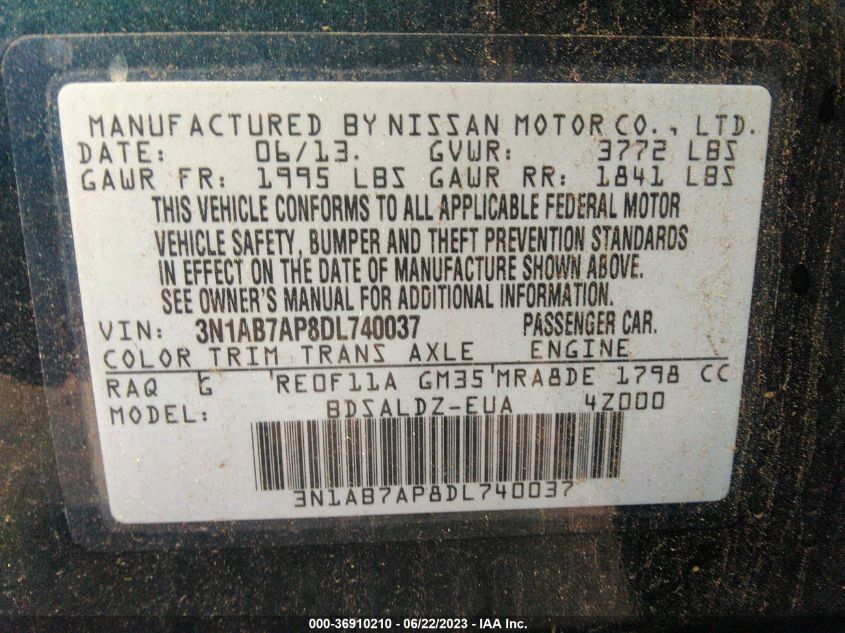 MANUFACTURED BY NISSAN MOTOR CO., LTD.
DATE: 06/13. GVWR: 3772 LBS
GAWR FR: 1995 LBS GAWR RR: 1841 LBS
THIS VEHICLE CONFORMS TO ALL APPLICABLE FEDERAL MOTOR
VEHICLE SAFETY, BUMPER AND THEFT PREVENTION STANDARDS
IN EFFECT ON THE DATE OF MANUFACTURE SHOWN ABOVE.
SEE OWNER'S MANUAL FOR ADDITIONAL INFORMATION.
VIN: 3N1AB7AP8DL740037 PASSENGER CAR.
COLOR TRIM TRANS AXLE ENGINE
RAQ G RE0F11A GM35 MRA8DE 1798 CC
MODEL: BDSALDZ-EUA 4Z000
3N1AB7AP8DL740037
000-36910210 - 06/22/2023 - IAA Inc.